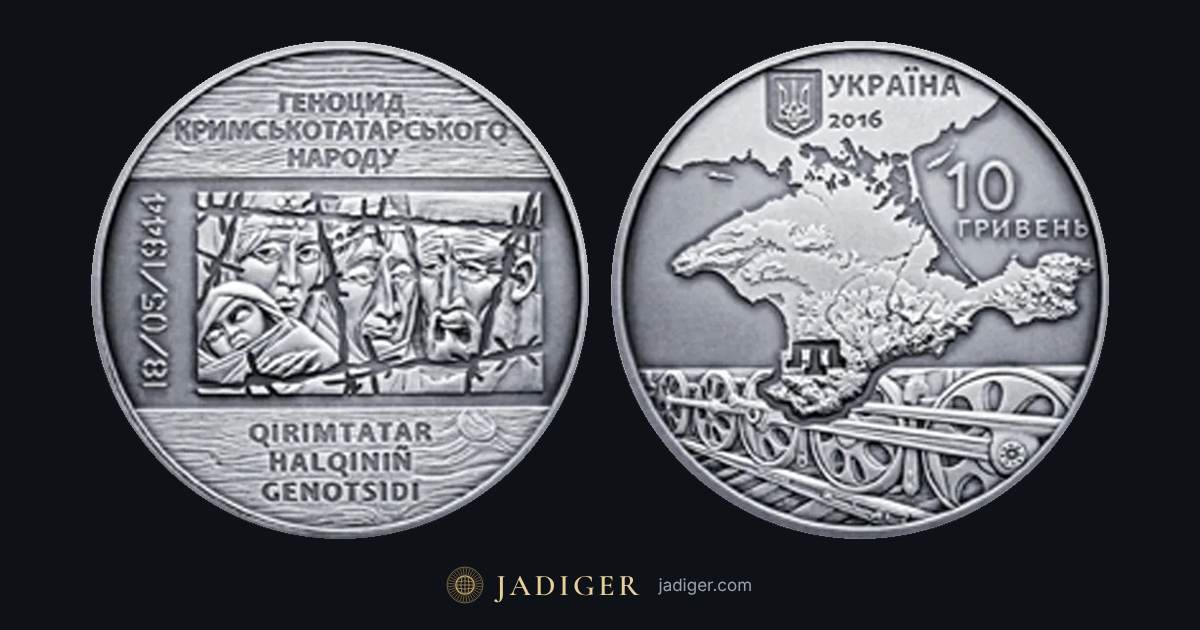 ГЕНОЦИД
КРИМСЬКОТАТАРСЬКОГО
НАРОДУ
18/05/1944
QIRIMTATAR
HALQINIÑ
GENOTSIDI
УКРАЇНА
2016
10
ГРИВЕНЬ
JADIGER
jadiger.com